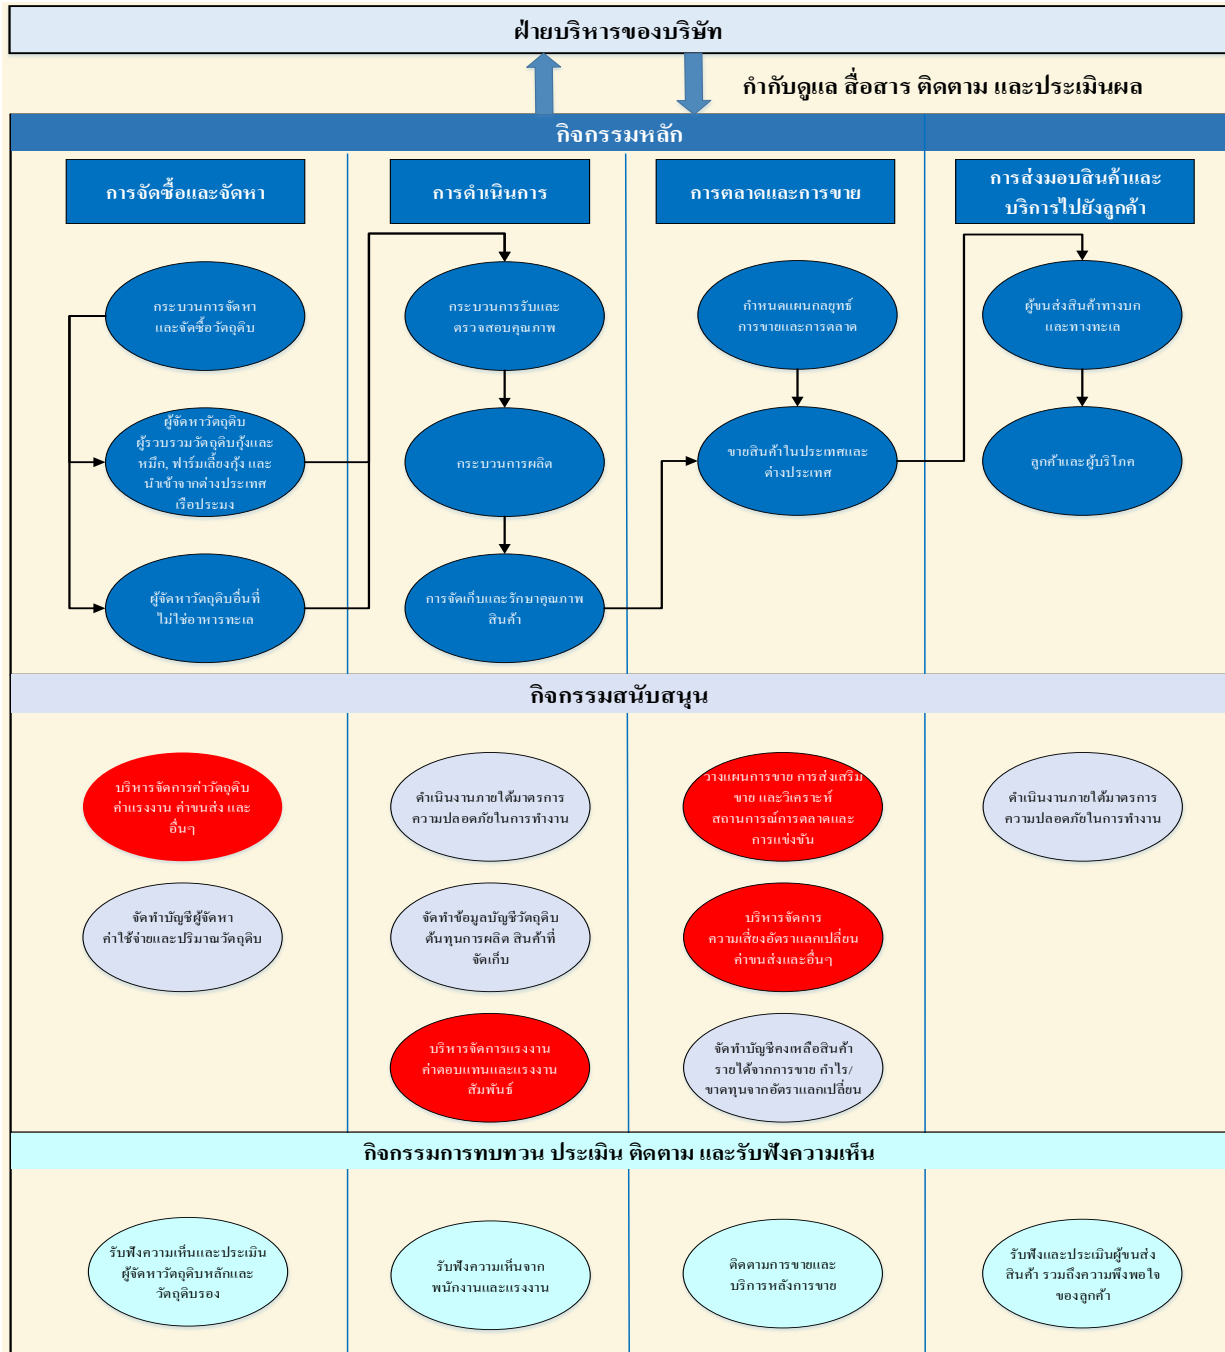 ฝ่ายบริหารของบริษัท
กำกับดูแล สื่อสาร ติดตาม และประเมินผล
กิจกรรมหลัก
การจัดซื้อและจัดหา
การดำเนินการ
การตลาดและการขาย
การส่งมอบสินค้าและ
บริการไปยังลูกค้า
กระบวนการจัดหา
และจัดซื้อวัตถุดิบ
กระบวนการรับและ
ตรวจสอบคุณภาพ
กำหนดแผนกลยุทธ์
การขายและการตลาด
ผู้ขนส่งสินค้าทางบก
และทางทะเล
ผู้จัดหาวัตถุดิบ
ผู้รวบรวมวัตถุดิบกุ้งและ
หมึก, ฟาร์มเลี้ยงกุ้ง และ
นำเข้าจากต่างประเทศ
เรือประมง
กระบวนการผลิต
ขายสินค้าในประเทศและ
ต่างประเทศ
ลูกค้าและผู้บริโภค
ผู้จัดหาวัตถุดิบอื่นที่
ไม่ใช่อาหารทะเล
การจัดเก็บและรักษาคุณภาพ
สินค้า
กิจกรรมสนับสนุน
บริหารจัดการค่าวัตถุดิบ
ค่าแรงงาน ค่าขนส่ง และ
อื่นๆ
ดำเนินงานภายใต้มาตรการ
ความปลอดภัยในการทำงาน
วางแผนการขาย การส่งเสริม
ขาย และวิเคราะห์
สถานการณ์การตลาดและ
การแข่งขัน
ดำเนินงานภายใต้มาตรการ
ความปลอดภัยในการทำงาน
จัดทำบัญชีผู้จัดหา
ค่าใช้จ่ายและปริมาณวัตถุดิบ
จัดทำข้อมูลบัญชีวัตถุดิบ
ต้นทุนการผลิต สินค้าที่
จัดเก็บ
บริหารจัดการ
ความเสี่ยงอัตราแลกเปลี่ยน
ค่าขนส่งและอื่นๆ
บริหารจัดการแรงงาน
ค่าตอบแทนและแรงงาน
สัมพันธ์
จัดทำบัญชีคงเหลือสินค้า
รายได้จากการขาย กำไร/
ขาดทุนจากอัตราแลกเปลี่ยน
กิจกรรมการทบทวน ประเมิน ติดตาม และรับฟังความเห็น
รับฟังความเห็นและประเมิน
ผู้จัดหาวัตถุดิบหลักและ
วัตถุดิบรอง
รับฟังความเห็นจาก
พนักงานและแรงงาน
ติดตามการขายและ
บริการหลังการขาย
รับฟังและประเมินผู้ขนส่ง
สินค้า รวมถึงความพึงพอใจ
ของลูกค้า